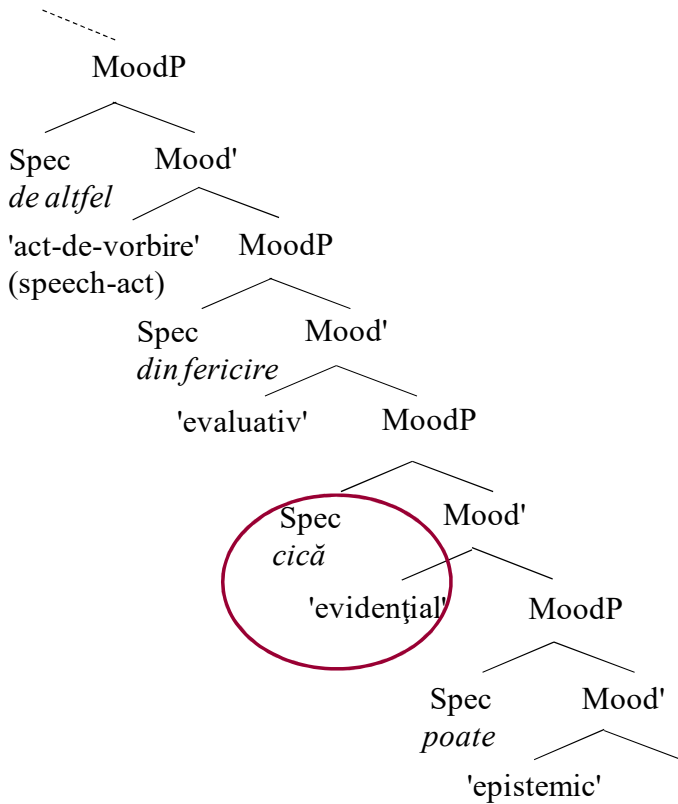 MoodP
Spec Mood'
de altfel
'act-de-vorbire' MoodP
(speech-act)
Spec Mood'
din fericire
'evaluativ' MoodP
Spec Mood'
cică
'evidenţial' MoodP
Spec Mood'
poate
'epistemic'